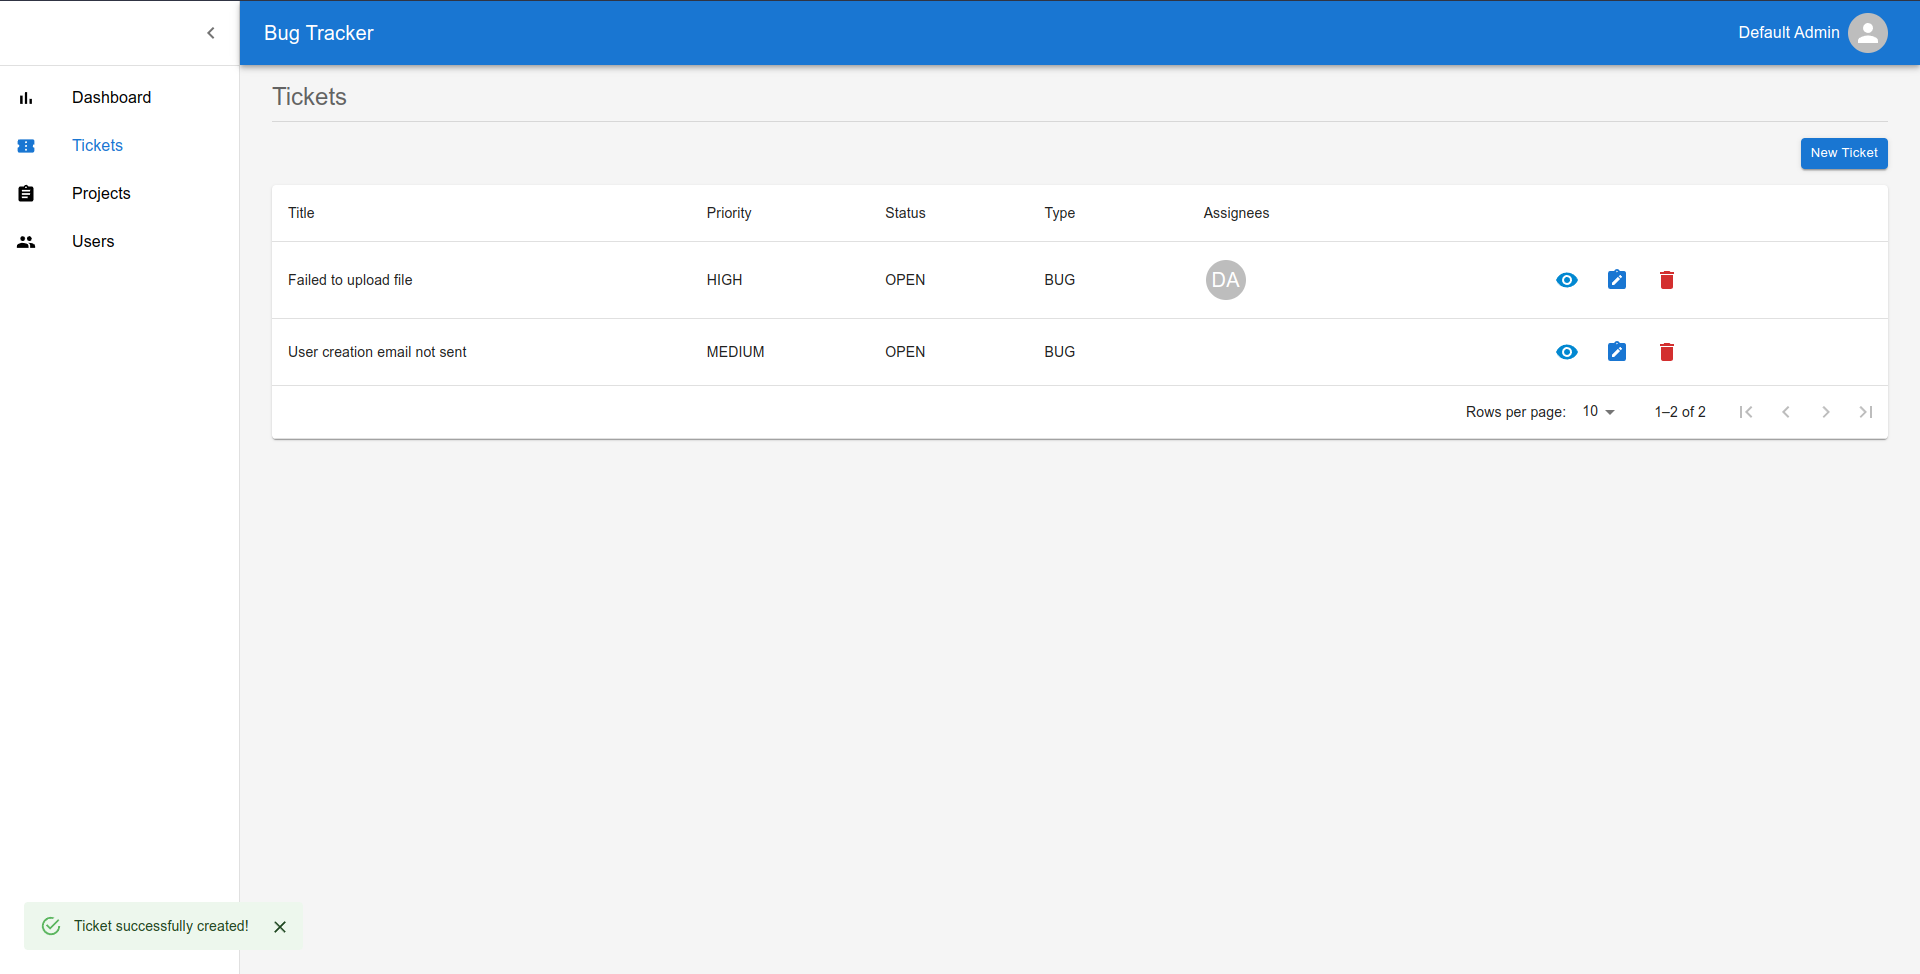 Bug Tracker
Default Admin
Dashboard
Tickets
Projects
Users
Tickets
New Ticket
Title Priority Status Type Assignees
Failed to upload file HIGH OPEN BUG DA
User creation email not sent MEDIUM OPEN BUG
Rows per page: 10 1–2 of 2
Ticket successfully created!